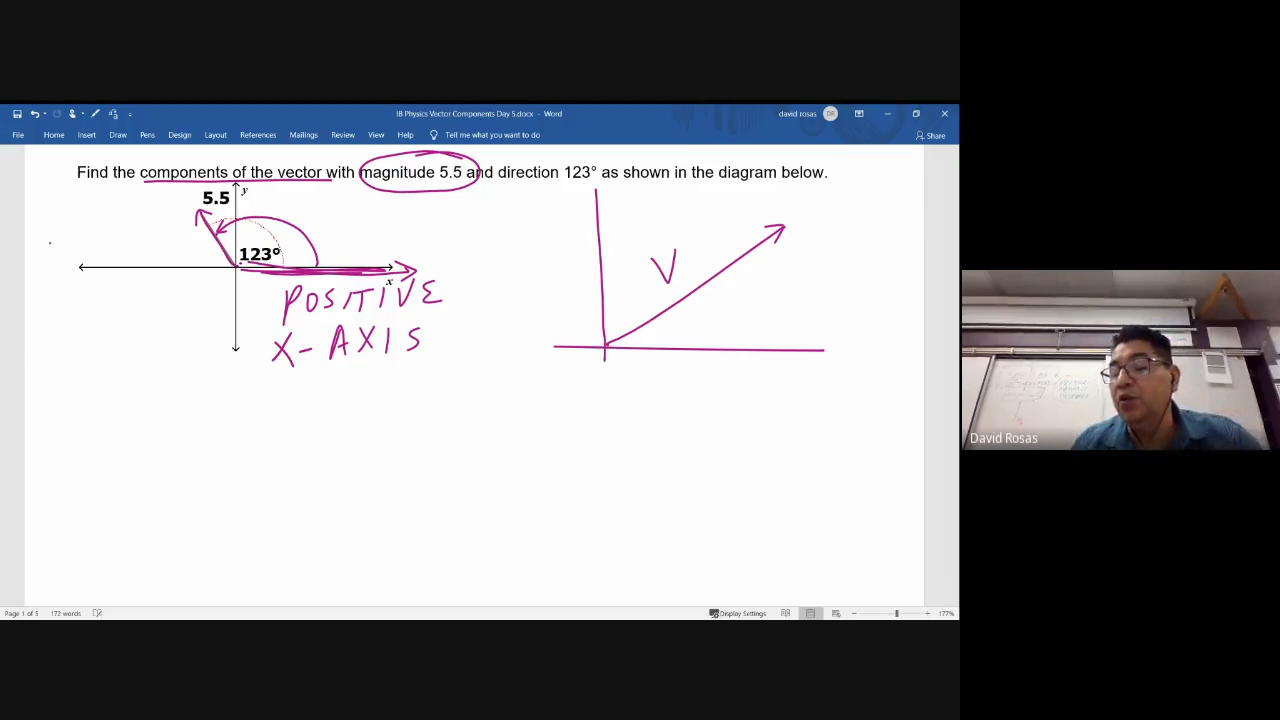 IB Physics Vector Components Day 5.docx - Word
david rosas DR
File Home Insert Draw Pens Design Layout References Mailings Review View Help Tell me what you want to do Share
Find the components of the vector with magnitude 5.5 and direction 123° as shown in the diagram below.
5.5 y
123°
x
POSITIVE
X-AXIS
V
David Rosas
Page 1 of 5 172 words Display Settings 177%